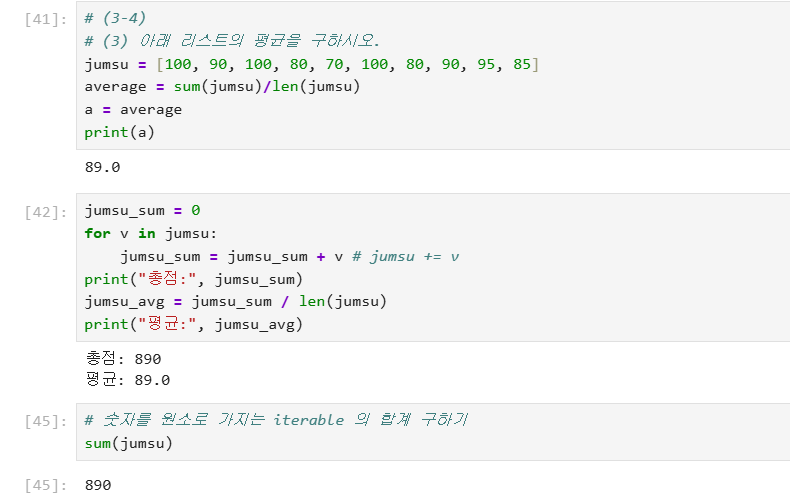 [41]: # (3-4)
# (3) 아래 리스트의 평균을 구하시오.
jumsu = [100, 90, 100, 80, 70, 100, 80, 90, 95, 85]
average = sum(jumsu)/len(jumsu)
a = average
print(a)
89.0
[42]: jumsu_sum = 0
for v in jumsu:
    jumsu_sum = jumsu_sum + v # jumsu += v
print("총점:", jumsu_sum)
jumsu_avg = jumsu_sum / len(jumsu)
print("평균:", jumsu_avg)
총점: 890
평균: 89.0
[45]: # 숫자를 원소로 가지는 iterable 의 합계 구하기
sum(jumsu)
[45]: 890